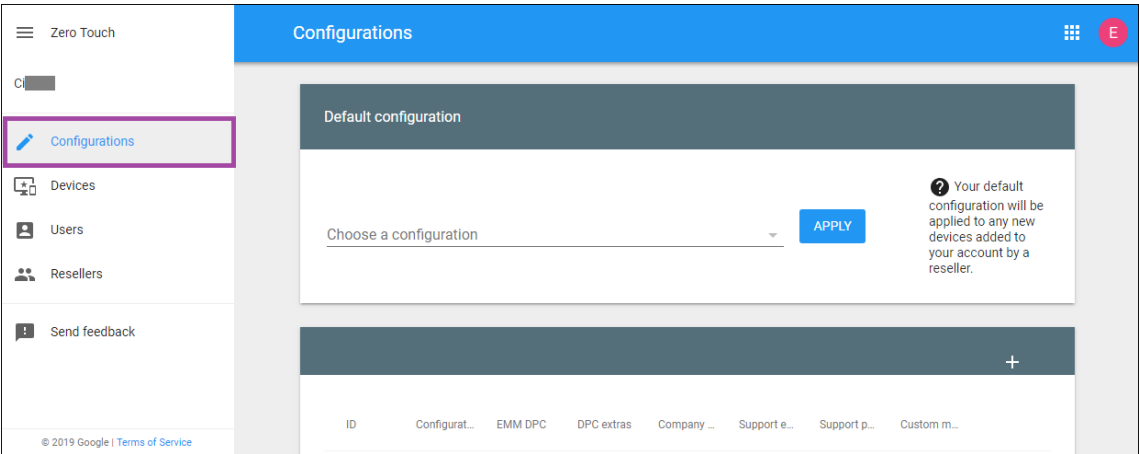 Zero Touch
Configurations
E
Ci
Configurations
Devices
Users
Resellers
Send feedback
© 2019 Google | Terms of Service
Default configuration
Choose a configuration
APPLY
? Your default
configuration will be
applied to any new
devices added to
your account by a
reseller.
+
ID Configurat... EMM DPC DPC extras Company ... Support e... Support p... Custom m...